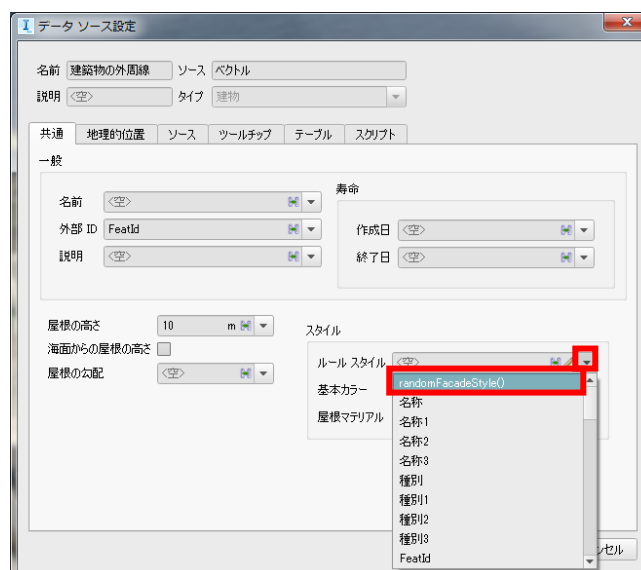 データ ソース設定
名前 建築物の外周線 ソース ベクトル
説明 <空> タイプ 建物
共通 地理的位置 ソース ツールチップ テーブル スクリプト
一般
名前 <空>
外部 ID FeatId
説明 <空>
寿命
作成日 <空>
終了日 <空>
屋根の高さ 10 m
海面からの屋根の高さ
屋根の勾配 <空>
スタイル
ルール スタイル <空>
基本カラー
屋根マテリアル
randomFacadeStyle()
名称
名称1
名称2
名称3
種別
種別1
種別2
種別3
FeatId